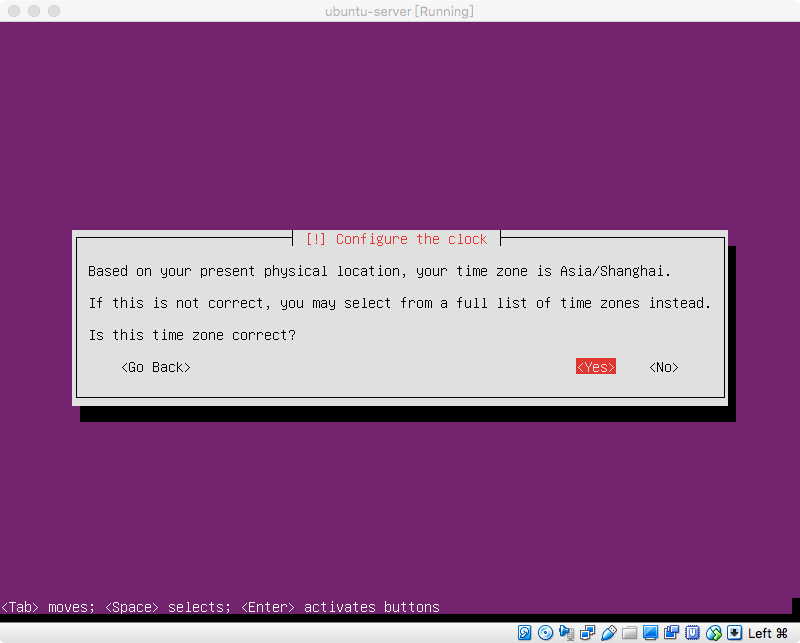 ubuntu-server [Running]
[!] Configure the clock
Based on your present physical location, your time zone is Asia/Shanghai.
If this is not correct, you may select from a full list of time zones instead.
Is this time zone correct?
<Go Back> <Yes> <No>
<Tab> moves; <Space> selects; <Enter> activates buttons
Left ⌘